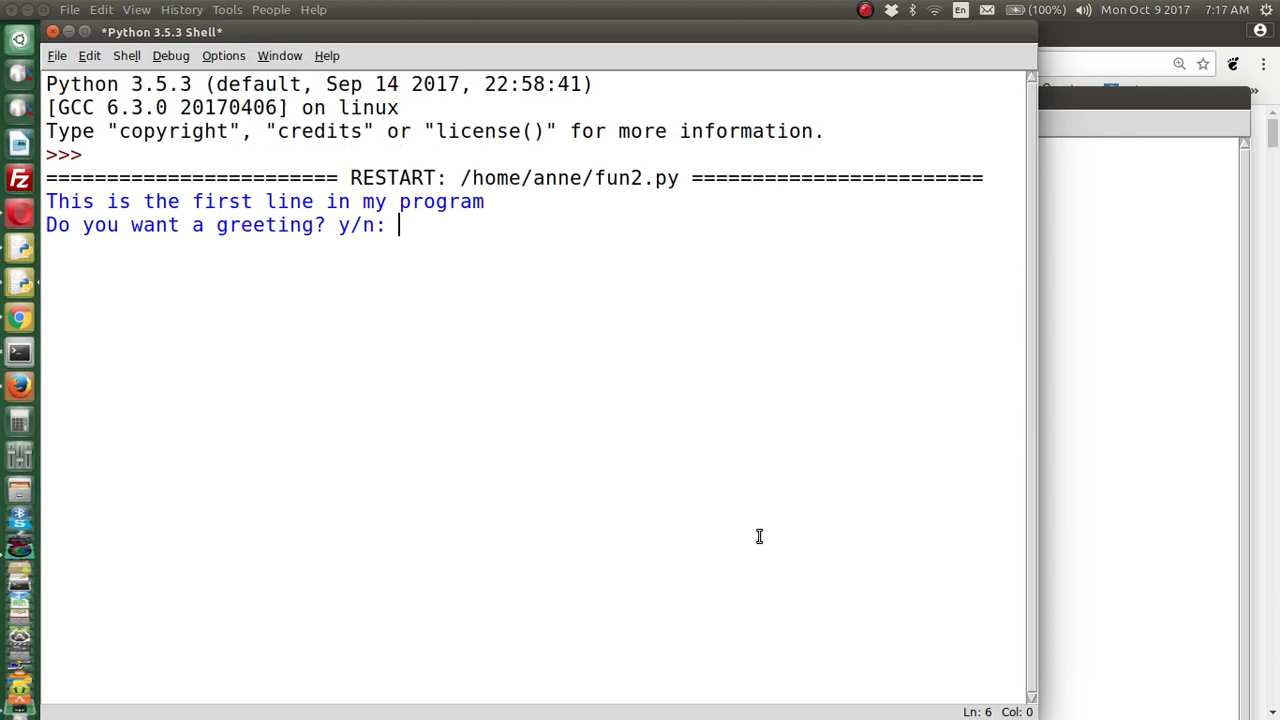 File Edit View History Tools People Help En (100%) Mon Oct 9 2017 7:17 AM
*Python 3.5.3 Shell*
File Edit Shell Debug Options Window Help
Python 3.5.3 (default, Sep 14 2017, 22:58:41)
[GCC 6.3.0 20170406] on linux
Type "copyright", "credits" or "license()" for more information.
>>>
======================== RESTART: /home/anne/fun2.py ========================
This is the first line in my program
Do you want a greeting? y/n:
Ln: 6 Col: 0